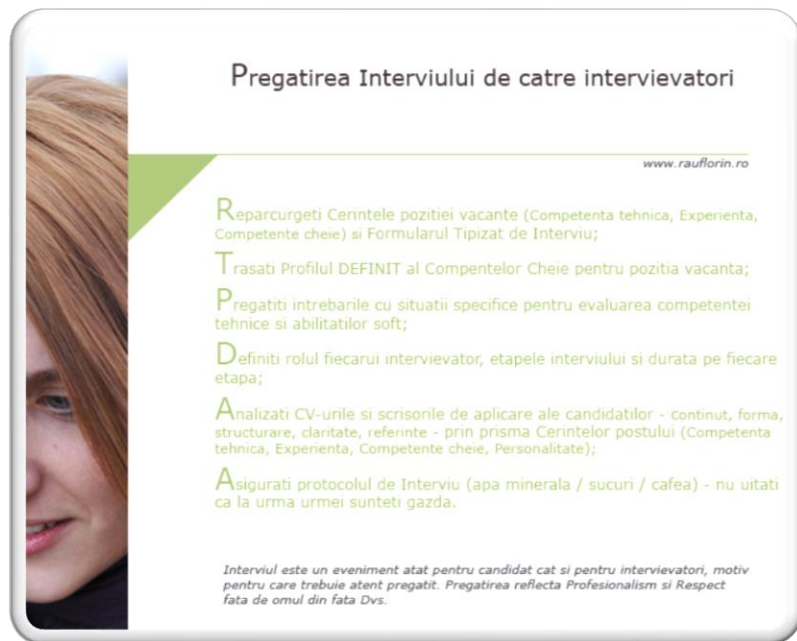 Pregatirea Interviului de catre intervievatori
www.rauflorin.ro
Reparcurgeti Cerintele pozitiei vacante (Competenta tehnica, Experienta,
Competente cheie) si Formularul Tipizat de Interviu;
Trasati Profilul DEFINIT al Compentelor Cheie pentru pozitia vacanta;
Pregatiti intrebarile cu situatii specifice pentru evaluarea competentei
tehnice si abilitatilor soft;
Definiti rolul fiecarui intervievator, etapele interviului si durata pe fiecare
etapa;
Analizati CV-urile si scrisorile de aplicare ale candidatilor - continut, forma,
structurare, claritate, referinte - prin prisma Cerintelor postului (Competenta
tehnica, Experienta, Competente cheie, Personalitate);
Asigurati protocolul de Interviu (apa minerala / sucuri / cafea) - nu uitati
ca la urma urmei sunteti gazda.
Interviul este un eveniment atat pentru candidat cat si pentru intervievatori, motiv
pentru care trebuie atent pregatit. Pregatirea reflecta Profesionalism si Respect
fata de omul din fata Dvs.